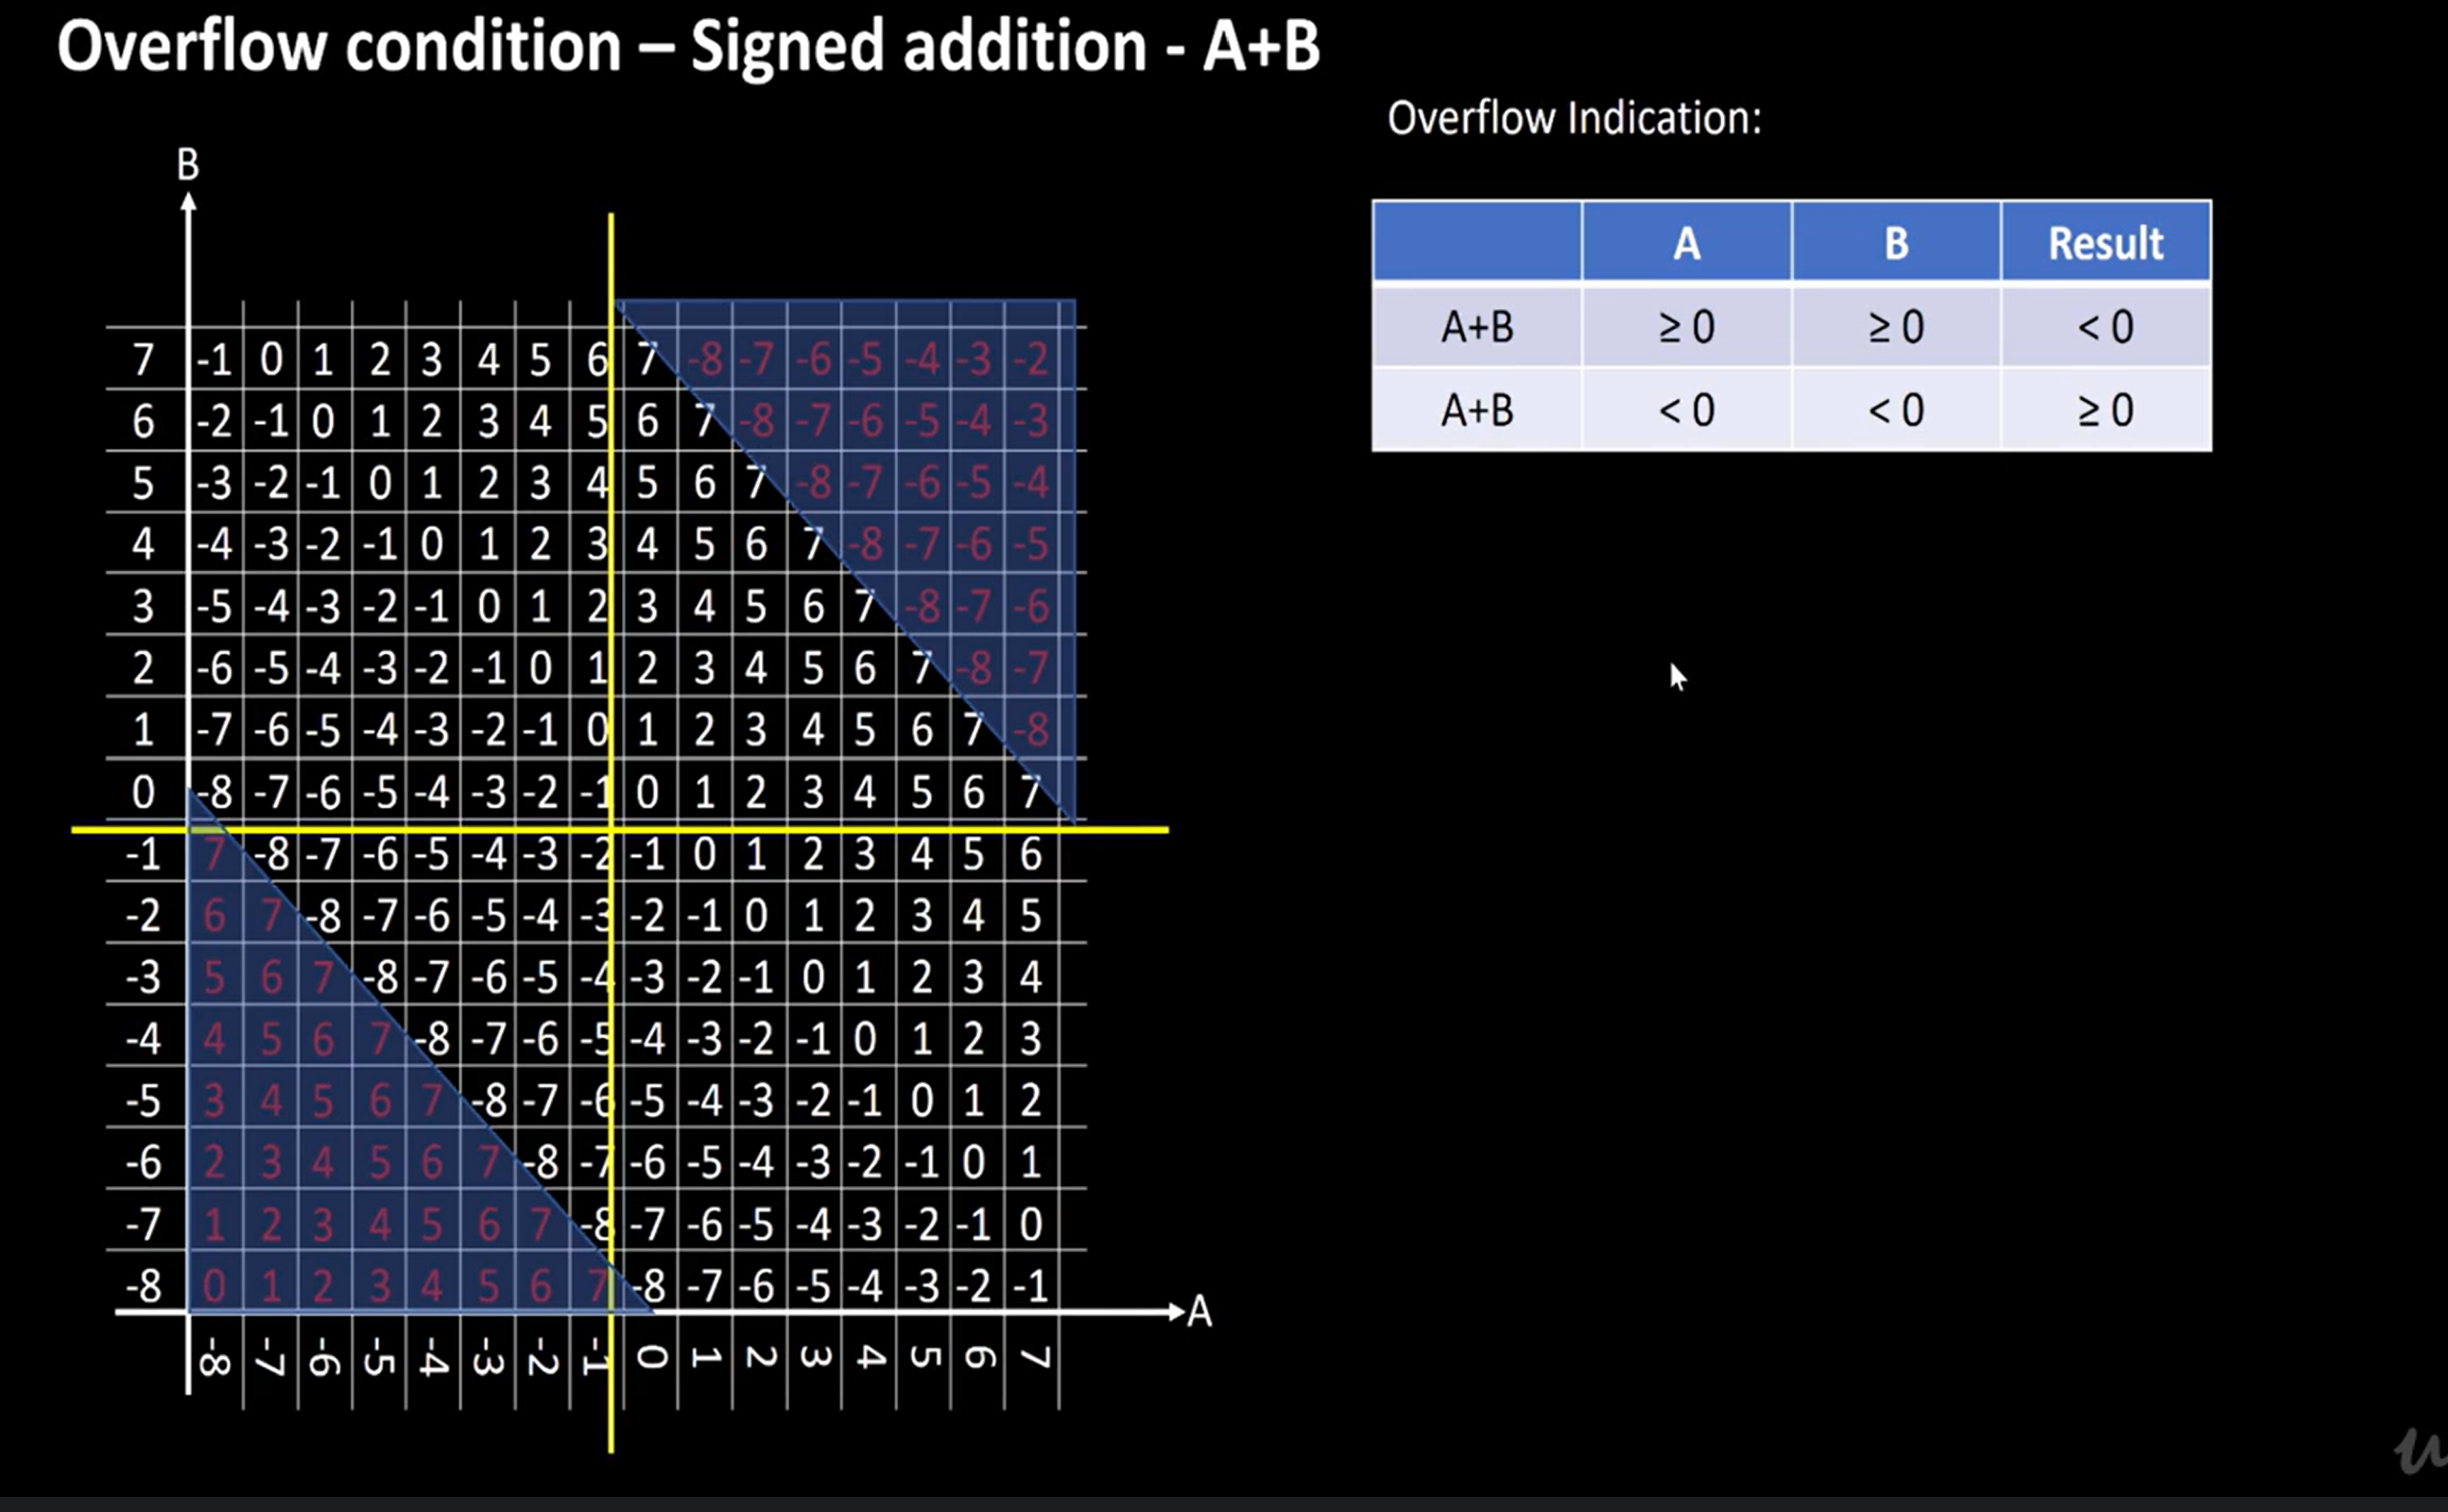 Overflow condition – Signed addition - A+B
Overflow Indication:
A B Result
A+B ≥ 0 ≥ 0 < 0
A+B < 0 < 0 ≥ 0
B
7 -1 0 1 2 3 4 5 6 7 -8 -7 -6 -5 -4 -3 -2
6 -2 -1 0 1 2 3 4 5 6 7 -8 -7 -6 -5 -4 -3
5 -3 -2 -1 0 1 2 3 4 5 6 7 -8 -7 -6 -5 -4
4 -4 -3 -2 -1 0 1 2 3 4 5 6 7 -8 -7 -6 -5
3 -5 -4 -3 -2 -1 0 1 2 3 4 5 6 7 -8 -7 -6
2 -6 -5 -4 -3 -2 -1 0 1 2 3 4 5 6 7 -8 -7
1 -7 -6 -5 -4 -3 -2 -1 0 1 2 3 4 5 6 7 -8
0 -8 -7 -6 -5 -4 -3 -2 -1 0 1 2 3 4 5 6 7
-1 7 -8 -7 -6 -5 -4 -3 -2 -1 0 1 2 3 4 5 6
-2 6 7 -8 -7 -6 -5 -4 -3 -2 -1 0 1 2 3 4 5
-3 5 6 7 -8 -7 -6 -5 -4 -3 -2 -1 0 1 2 3 4
-4 4 5 6 7 -8 -7 -6 -5 -4 -3 -2 -1 0 1 2 3
-5 3 4 5 6 7 -8 -7 -6 -5 -4 -3 -2 -1 0 1 2
-6 2 3 4 5 6 7 -8 -7 -6 -5 -4 -3 -2 -1 0 1
-7 1 2 3 4 5 6 7 -8 -7 -6 -5 -4 -3 -2 -1 0
-8 0 1 2 3 4 5 6 7 -8 -7 -6 -5 -4 -3 -2 -1
A
-8 -7 -6 -5 -4 -3 -2 -1 0 1 2 3 4 5 6 7